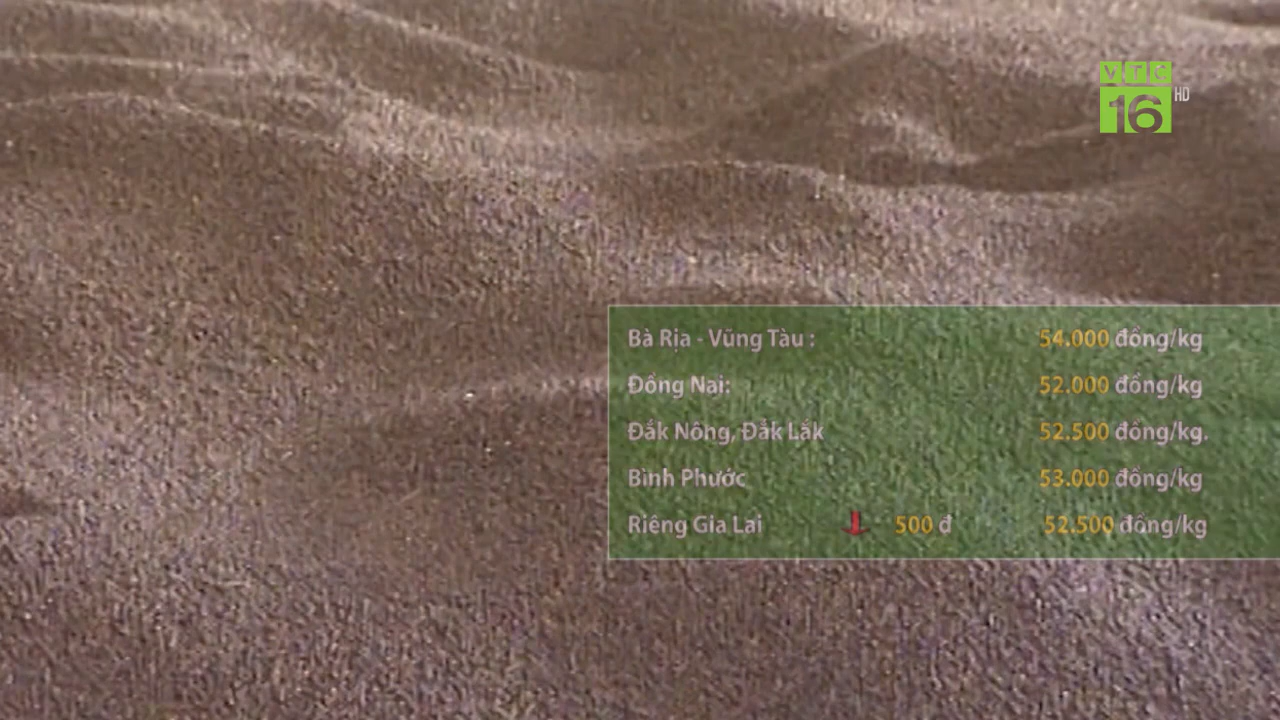 VTC
16 HD
Bà Rịa - Vũng Tàu : 54.000 đồng/kg
Đồng Nai: 52.000 đồng/kg
Đắk Nông, Đắk Lắk 52.500 đồng/kg.
Bình Phước 53.000 đồng/kg
Riêng Gia Lai 500 đ 52.500 đồng/kg